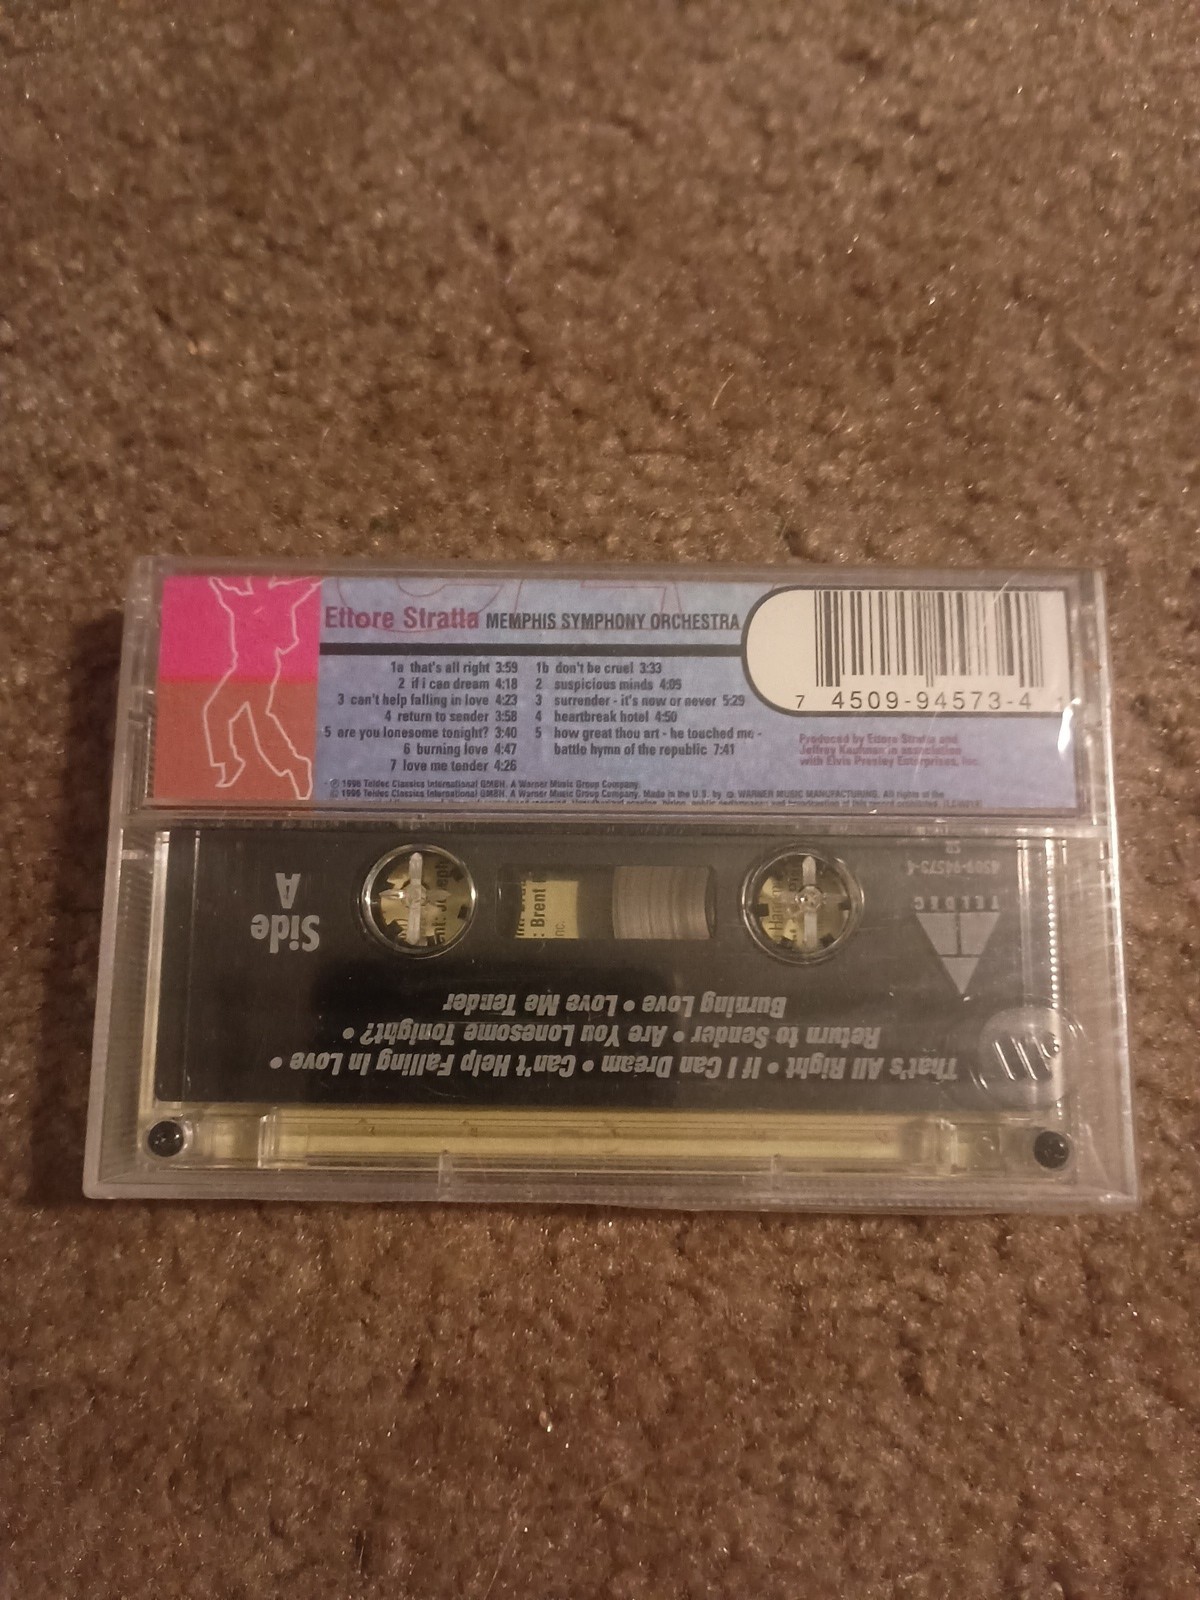 Ettore Stratta MEMPHIS SYMPHONY ORCHESTRA
1a that's all right 3:59
2 if i can dream 4:18
3 can't help falling in love 4:23
4 return to sender 3:58
5 are you lonesome tonight? 3:40
6 burning love 4:47
7 love me tender 4:26
1b don't be cruel 3:33
2 suspicious minds 4:05
3 surrender - it's now or never 5:29
4 heartbreak hotel 4:50
5 how great thou art - he touched me -
battle hymn of the republic 7:41
7 4509-94573-4 1
Produced by Ettore Stratta and
Jeffrey Kaufman in association
with Elvis Presley Enterprises, Inc.
℗ 1996 Teldec Classics International GMBH. A Warner Music Group Company.
© 1996 Teldec Classics International GMBH. A Warner Music Group Company. Made in the U.S. by WARNER MUSIC MANUFACTURING. All rights of the
That's All Right • If I Can Dream • Can't Help Falling In Love •
Return to Sender • Are You Lonesome Tonight? •
Burning Love • Love Me Tender
Side
A
TELDEC
4509-94573-4
: Brent